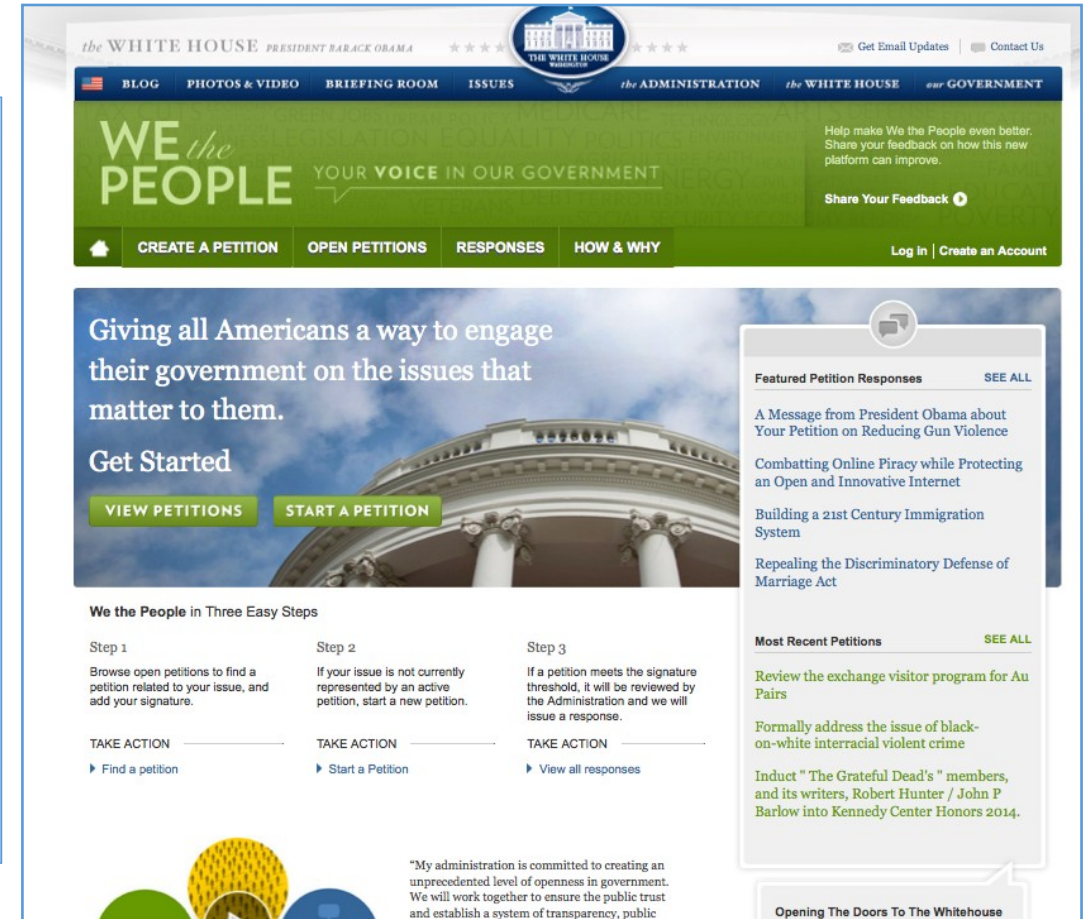 the WHITE HOUSE PRESIDENT BARACK OBAMA
THE WHITE HOUSE
WASHINGTON
Get Email Updates
Contact Us
BLOG
PHOTOS & VIDEO
BRIEFING ROOM
ISSUES
the ADMINISTRATION
the WHITE HOUSE
our GOVERNMENT
WE the
PEOPLE
YOUR VOICE IN OUR GOVERNMENT
Help make We the People even better.
Share your feedback on how this new
platform can improve.
Share Your Feedback
CREATE A PETITION
OPEN PETITIONS
RESPONSES
HOW & WHY
Log in | Create an Account
Giving all Americans a way to engage
their government on the issues that
matter to them.
Get Started
VIEW PETITIONS
START A PETITION
We the People in Three Easy Steps
Step 1
Browse open petitions to find a
petition related to your issue, and
add your signature.
TAKE ACTION
Find a petition
Step 2
If your issue is not currently
represented by an active
petition, start a new petition.
TAKE ACTION
Start a Petition
Step 3
If a petition meets the signature
threshold, it will be reviewed by
the Administration and we will
issue a response.
TAKE ACTION
View all responses
Featured Petition Responses
SEE ALL
A Message from President Obama about
Your Petition on Reducing Gun Violence
Combatting Online Piracy while Protecting
an Open and Innovative Internet
Building a 21st Century Immigration
System
Repealing the Discriminatory Defense of
Marriage Act
Most Recent Petitions
SEE ALL
Review the exchange visitor program for Au
Pairs
Formally address the issue of black-
on-white interracial violent crime
Induct " The Grateful Dead's " members,
and its writers, Robert Hunter / John P
Barlow into Kennedy Center Honors 2014.
"My administration is committed to creating an
unprecedented level of openness in government.
We will work together to ensure the public trust
and establish a system of transparency, public
Opening The Doors To The Whitehouse